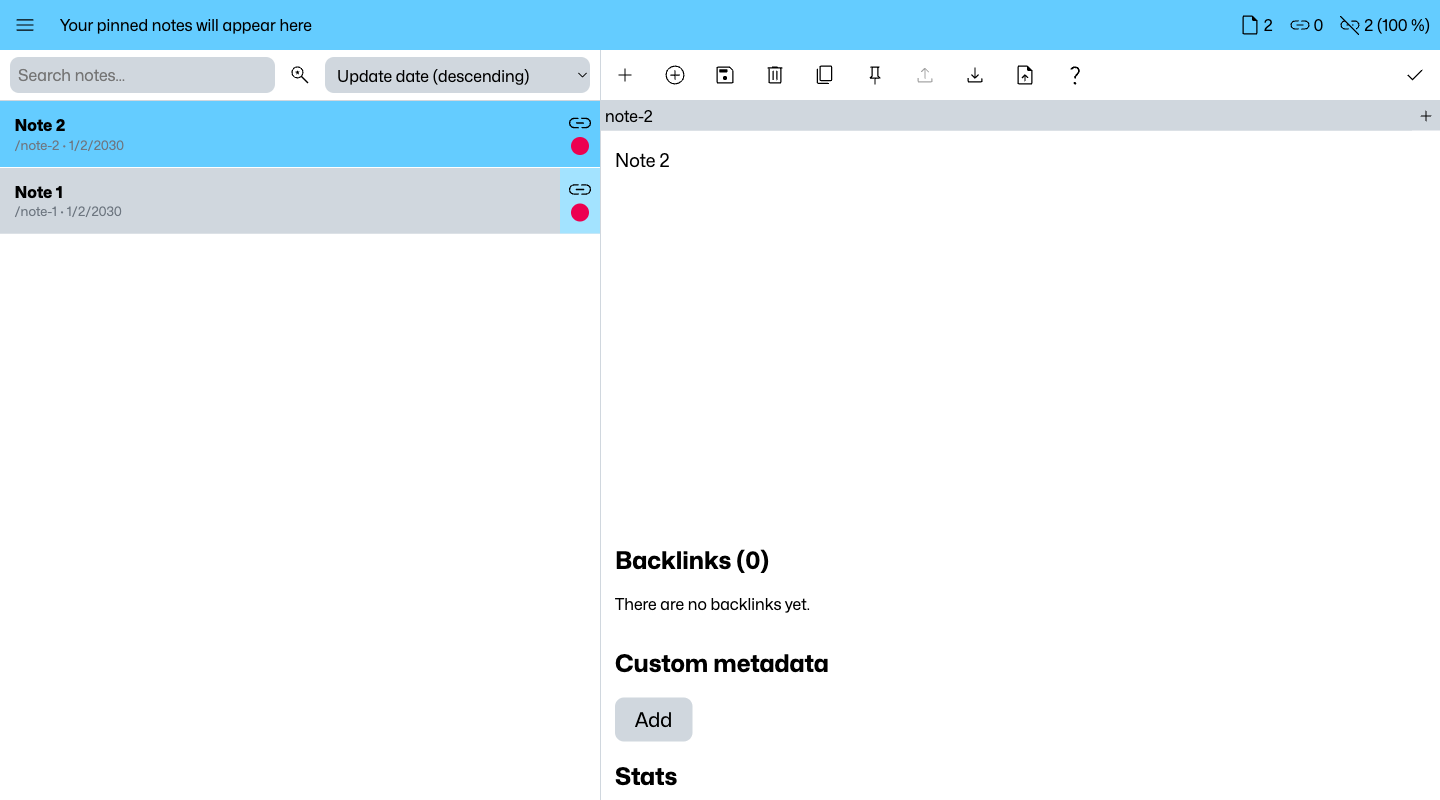 Your pinned notes will appear here
2
0
2 (100 %)
Search notes...
Update date (descending)
Note 2
/note-2 · 1/2/2030
Note 1
/note-1 · 1/2/2030
note-2
Note 2
Backlinks (0)
There are no backlinks yet.
Custom metadata
Add
Stats